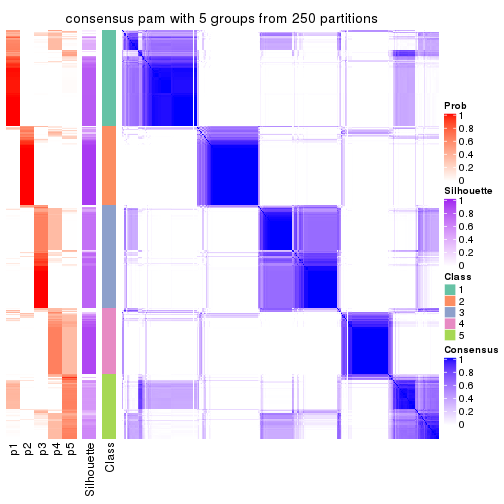 consensus pam with 5 groups from 250 partitions
Prob
1
0.8
0.6
0.4
0.2
0
Silhouette
1
0.8
0.6
0.4
0.2
0
Class
1
2
3
4
5
Consensus
1
0.8
0.6
0.4
0.2
0
p1
p2
p3
p4
p5
Silhouette
Class